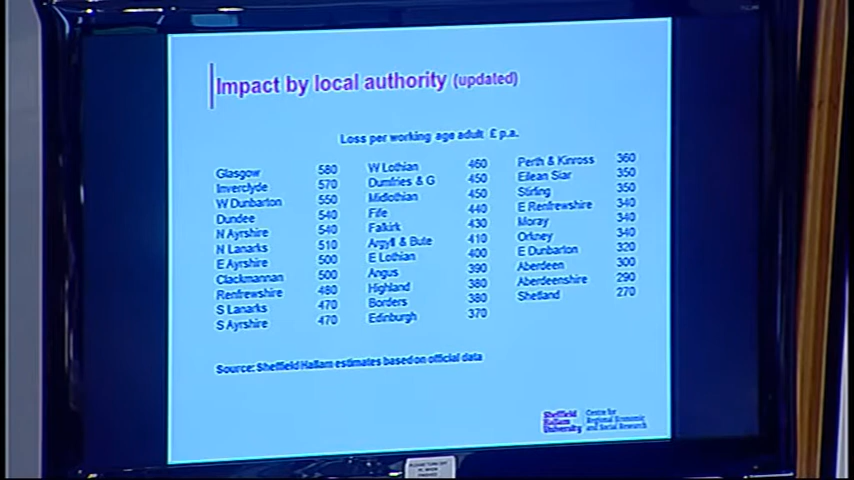 Impact by local authority (updated)
Loss per working age adult £ p.a.
Glasgow 580
Inverclyde 570
W Dunbarton 550
Dundee 540
N Ayrshire 540
N Lanarks 510
E Ayrshire 500
Clackmannan 500
Renfrewshire 480
S Lanarks 470
S Ayrshire 470
W Lothian 460
Dumfries & G 450
Midlothian 450
Fife 440
Falkirk 430
Argyll & Bute 410
E Lothian 400
Angus 390
Highland 380
Borders 380
Edinburgh 370
Perth & Kinross 360
Eilean Siar 350
Stirling 350
E Renfrewshire 340
Moray 340
Orkney 340
E Dunbarton 320
Aberdeen 300
Aberdeenshire 290
Shetland 270
Source: Sheffield Hallam estimates based on official data
Sheffield
Hallam
University
Centre for
Regional Economic
and Social Research
PLEASE TURN OFF